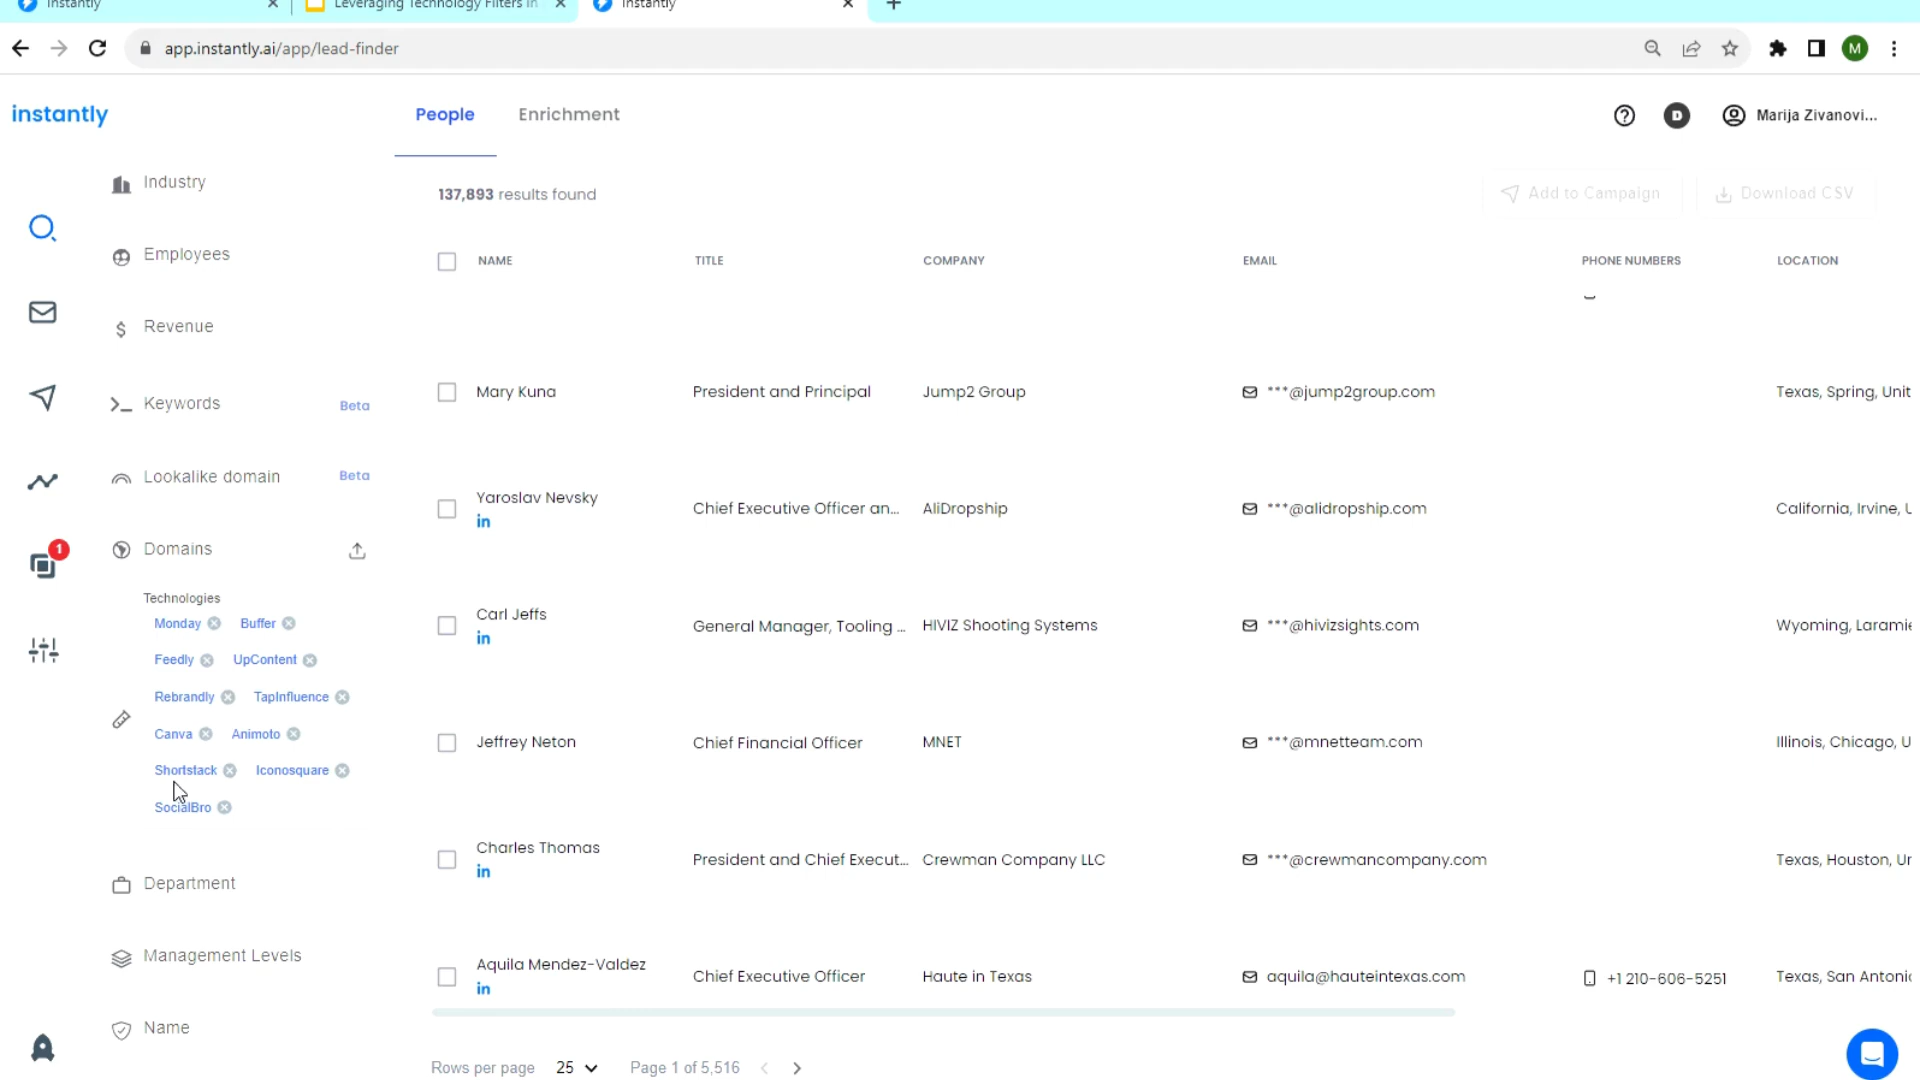 Instantly
Leveraging Technology Filters in
Instantly
app.instantly.ai/app/lead-finder
M
instantly
People
Enrichment
D
Marija Zivanovi...
137,893 results found
Add to Campaign
Download CSV
NAME
TITLE
COMPANY
EMAIL
PHONE NUMBERS
LOCATION
Industry
Employees
Revenue
Keywords
Beta
Lookalike domain
Beta
Domains
1
Technologies
Monday
Buffer
Feedly
UpContent
Rebrandly
TapInfluence
Canva
Animoto
Shortstack
Iconosquare
SocialBro
Department
Management Levels
Name
Mary Kuna
President and Principal
Jump2 Group
***@jump2group.com
Texas, Spring, Unit
Yaroslav Nevsky
in
Chief Executive Officer an...
AliDropship
***@alidropship.com
California, Irvine, U
Carl Jeffs
in
General Manager, Tooling ...
HIVIZ Shooting Systems
***@hivizsights.com
Wyoming, Laramie
Jeffrey Neton
Chief Financial Officer
MNET
***@mnetteam.com
Illinois, Chicago, U
Charles Thomas
in
President and Chief Execut...
Crewman Company LLC
***@crewmancompany.com
Texas, Houston, Un
Aquila Mendez-Valdez
in
Chief Executive Officer
Haute in Texas
aquila@hauteintexas.com
+1 210-606-5251
Texas, San Antonio
Rows per page
25
Page 1 of 5,516